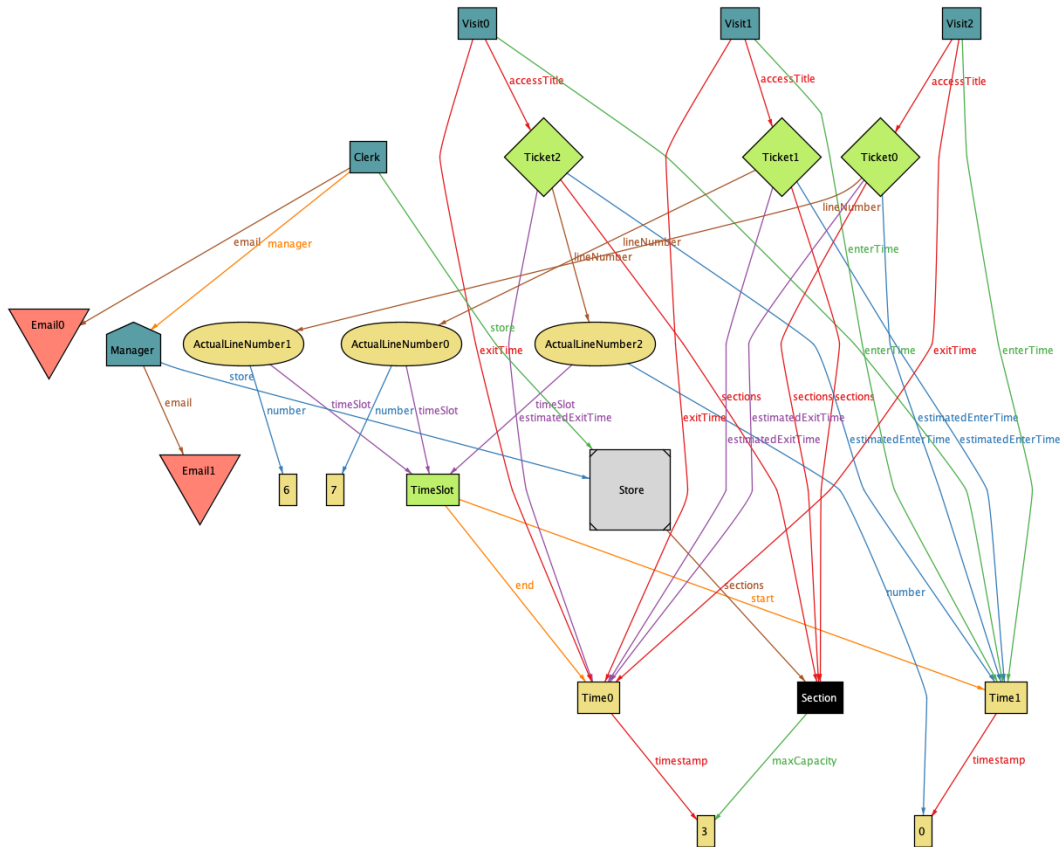 Visit0
Visit1
Visit2
accessTitle
accessTitle
accessTitle
Clerk
Ticket2
Ticket1
Ticket0
lineNumber
email
manager
lineNumber
lineNumber
enterTime
Email0
store
Manager
ActualLineNumber1
ActualLineNumber0
ActualLineNumber2
exitTime
enterTime
exitTime
enterTime
store
email
number
timeSlot
number
timeSlot
timeSlot
estimatedExitTime
exitTime
sections
estimatedExitTime
sections
sections
estimatedEnterTime
estimatedExitTime
estimatedEnterTime
estimatedEnterTime
Email1
6
7
TimeSlot
Store
end
sections
start
number
Time0
Section
Time1
timestamp
maxCapacity
timestamp
3
0